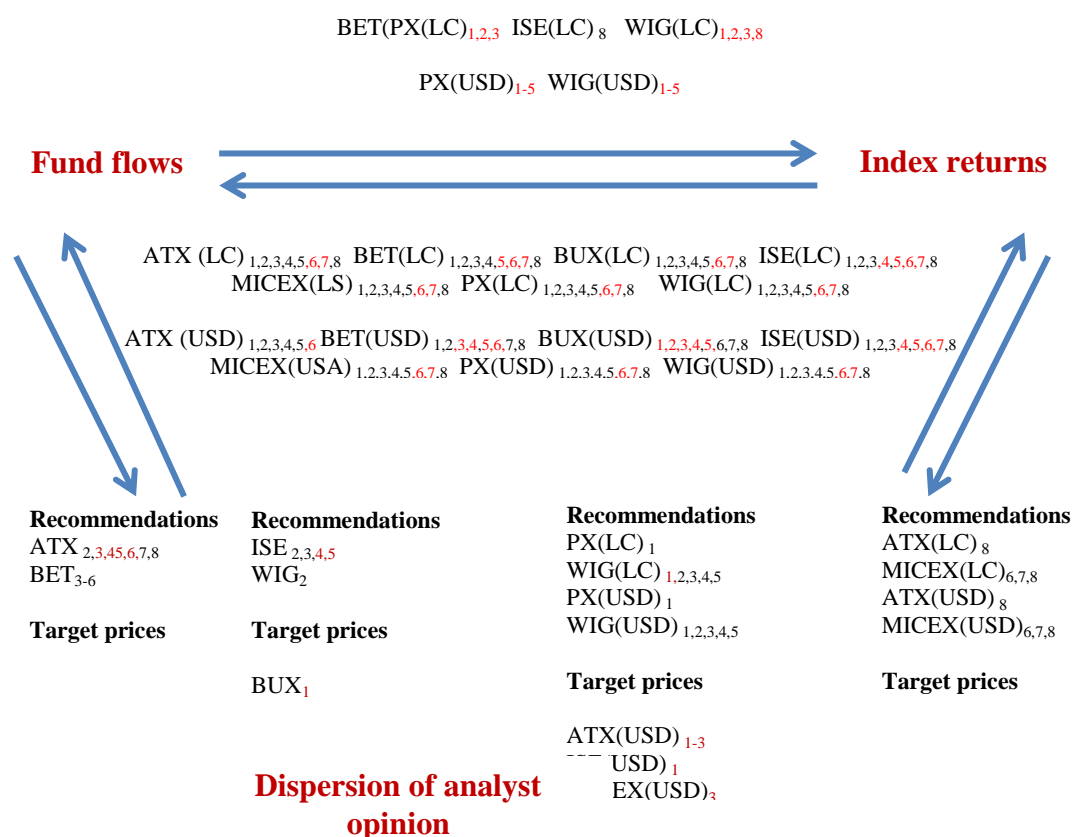 BET(PX(LC)1,2,3 ISE(LC) 8 WIG(LC)1,2,3,8
PX(USD)1-5 WIG(USD)1-5
Fund flows
Index returns
ATX (LC) 1,2,3,4,5,6,7,8 BET(LC) 1,2,3,4,5,6,7,8 BUX(LC) 1,2,3,4,5,6,7,8 ISE(LC) 1,2,3,4,5,6,7,8
MICEX(LS) 1,2,3,4,5,6,7,8 PX(LC) 1,2,3,4,5,6,7,8 WIG(LC) 1,2,3,4,5,6,7,8
ATX (USD) 1,2,3,4,5,6 BET(USD) 1,2,3,4,5,6,7,8 BUX(USD) 1,2,3,4,5,6,7,8 ISE(USD) 1,2,3,4,5,6,7,8
MICEX(USA) 1.2.3.4.5.6.7.8 PX(USD) 1.2.3.4.5.6.7.8 WIG(USD) 1.2.3.4.5.6.7.8
Recommendations
ATX 2,3,45,6,7,8
BET3-6
Target prices
Recommendations
ISE 2,3,4,5
WIG2
Target prices
BUX1
Recommendations
PX(LC) 1
WIG(LC) 1,2,3,4,5
PX(USD) 1
WIG(USD) 1,2,3,4,5
Target prices
ATX(USD) 1-3
USD) 1
EX(USD)3
Recommendations
ATX(LC) 8
MICEX(LC)6,7,8
ATX(USD) 8
MICEX(USD)6,7,8
Target prices
Dispersion of analyst
opinion